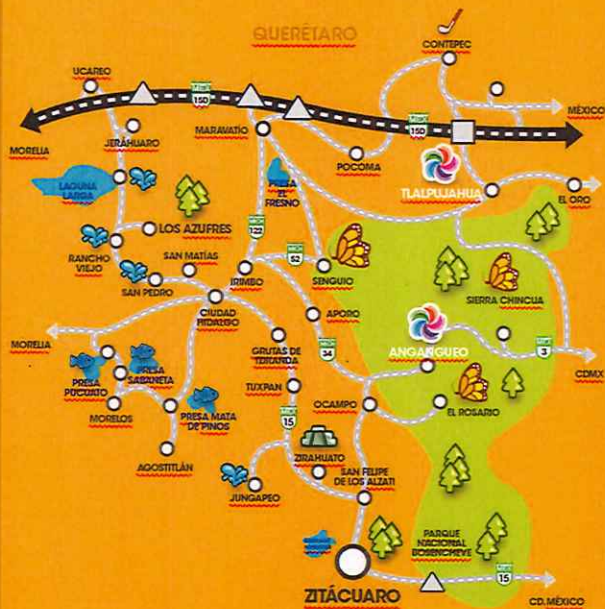 QUERÉTARO
CONTEPEC
UCAREO
15D
MÉXICO
MARAVATÍO
15D
JERÁHUARO
MORELIA
POCOMA
LAGUNA
LARGA
PRESA
EL
FRESNO
TLALPUJAHUA
EL ORO
LOS AZUFRES
122
RANCHO
VIEJO
SAN MATÍAS
52
SAN PEDRO
IRIMBO
SENGUIO
SIERRA CHINCUA
CIUDAD
HIDALGO
APORO
MORELIA
GRUTAS DE
TZIRANDA
34
ANGANGUEO
3
CDMX
PRESA
PUCUATO
PRESA
SABANETA
TUXPAN
MORELOS
PRESA MATA
DE PINOS
15
OCAMPO
EL ROSARIO
ZIRAHUATO
AGOSTITLÁN
SAN FELIPE
DE LOS ALZATI
JUNGAPEO
PARQUE
NACIONAL
BOSENCHEVE
15
ZITÁCUARO
CD. MÉXICO